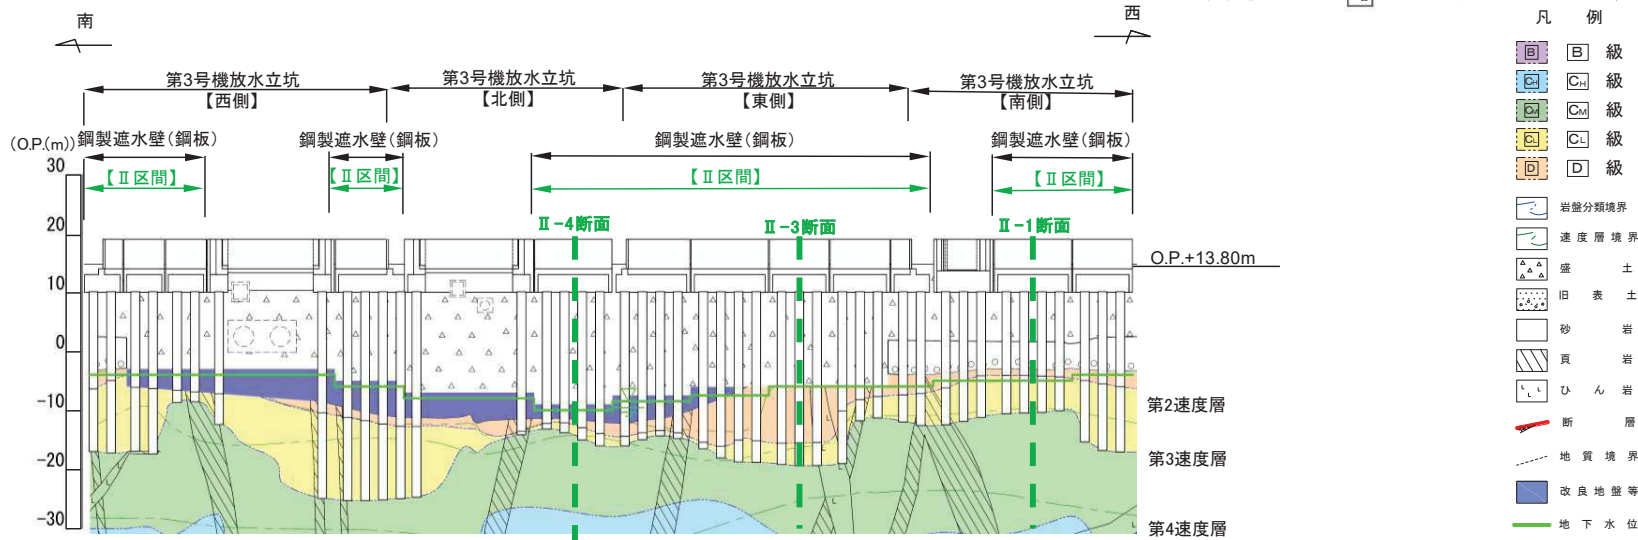 南
西
第3号機放水立坑
【西側】
第3号機放水立坑
【北側】
第3号機放水立坑
【東側】
第3号機放水立坑
【南側】
(O.P.(m))
鋼製遮水壁(鋼板)
鋼製遮水壁(鋼板)
鋼製遮水壁(鋼板)
鋼製遮水壁(鋼板)
【Ⅱ区間】
【Ⅱ区間】
【Ⅱ区間】
【Ⅱ区間】
Ⅱ-4断面
Ⅱ-3断面
Ⅱ-1断面
30
20
10
0
-10
-20
-30
O.P.+13.80m
第2速度層
第3速度層
第4速度層
凡 例
B B 級
CH CH 級
CM CM 級
CL CL 級
D D 級
岩盤分類境界
速度層境界
盛土
旧表土
砂岩
頁岩
ひん岩
断層
地質境界
改良地盤等
地下水位